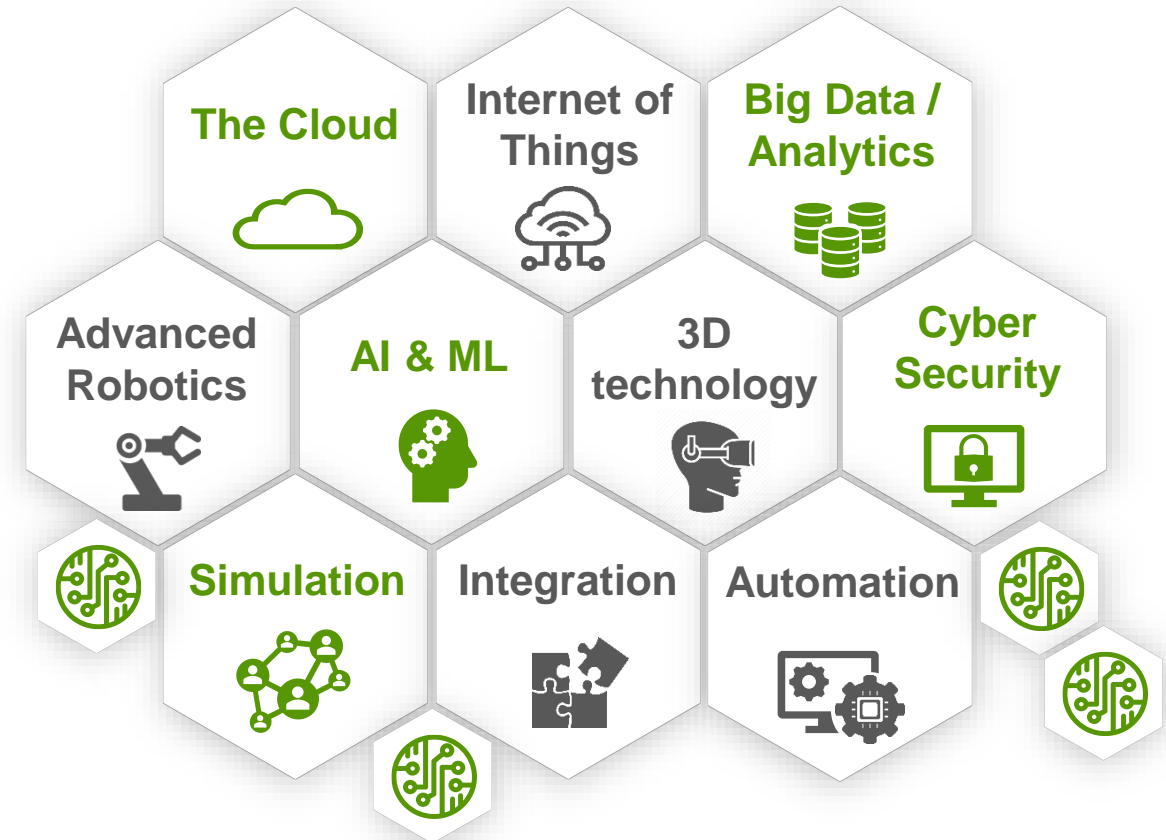 The Cloud
Internet of
Things
Big Data /
Analytics
Advanced
Robotics
AI & ML
3D
technology
Cyber
Security
Simulation
Integration
Automation